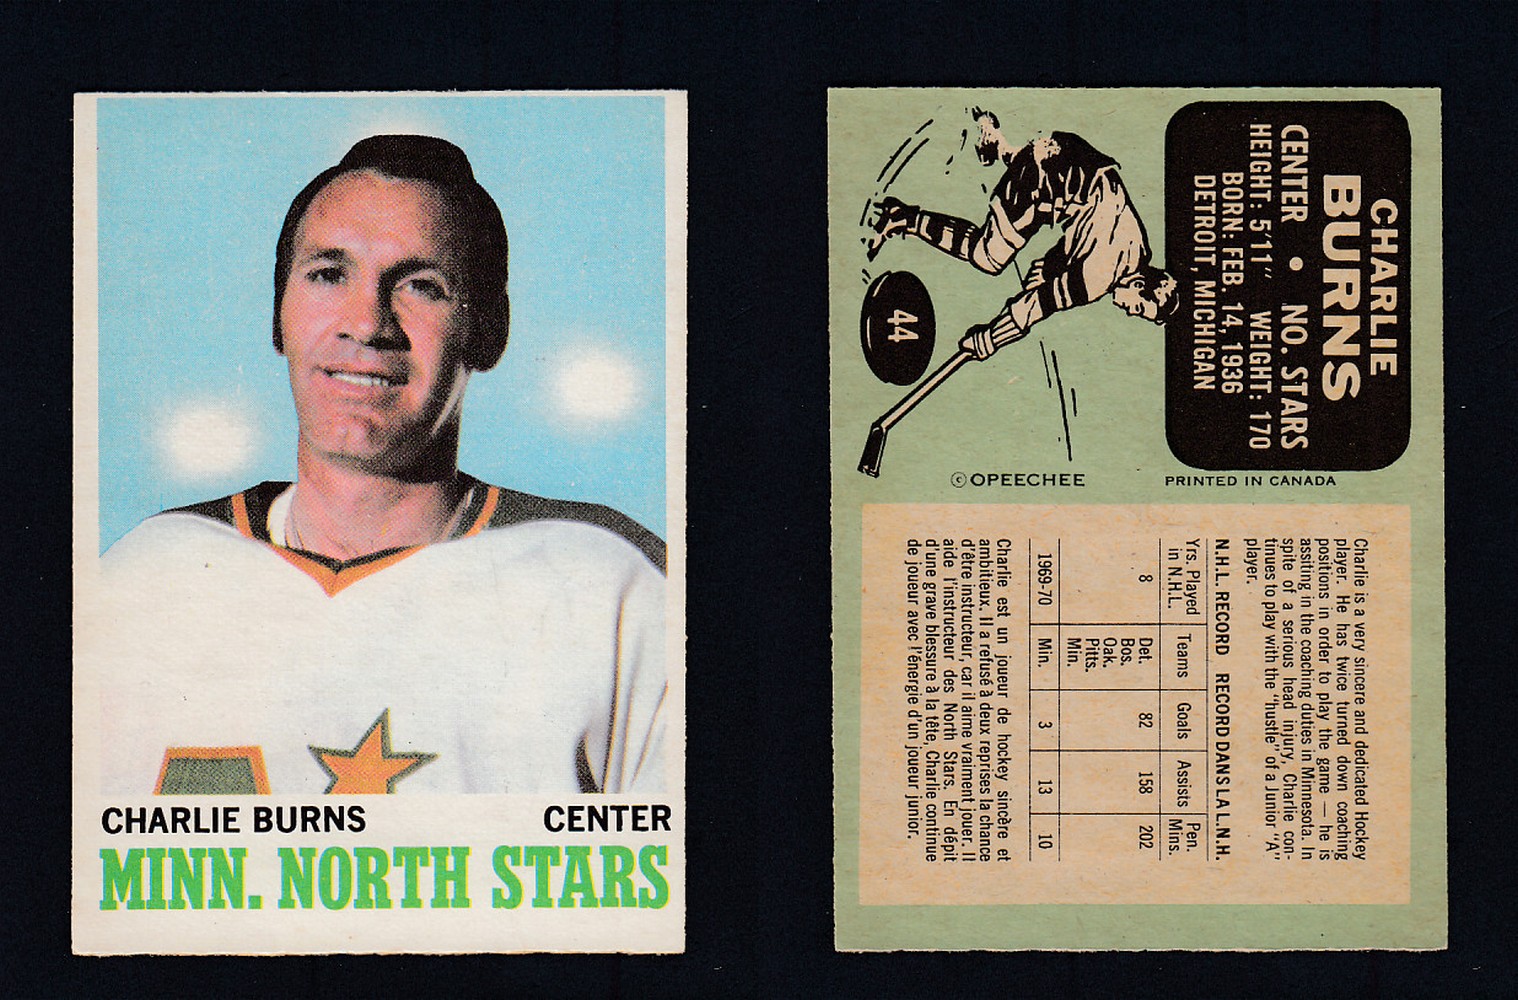 CHARLIE BURNS CENTER
MINN. NORTH STARS
CHARLIE
BURNS
CENTER • NO. STARS
HEIGHT: 5'11" WEIGHT: 170
BORN: FEB. 14, 1936
DETROIT, MICHIGAN
44
© OPEECHEE PRINTED IN CANADA
Charlie is a very sincere and dedicated Hockey
player. He has twice turned down coaching
positions in order to play the game — he is
assiting in the coaching duties in Minnesota. In
spite of a serious head injury, Charlie con-
tinues to play with the "hustle" of a Junior "A"
player.
N.H.L. RECORD RECORD DANS LA L.N.H.
Yrs. Played in N.H.L. Teams Goals Assists Pen. Mins.
8 Det. 82 158 202
Bos.
Oak.
Pitts.
Min.
1969-70 Min. 3 13 10
Charlie est un joueur de hockey sincère et
ambitieux. Il a refusé à deux reprises la chance
d'être instructeur, car il aime vraiment jouer. Il
aide l'instructeur des North Stars. En dépit
d'une grave blessure à la tête, Charlie continue
de jouer avec l'énergie d'un joueur junior.